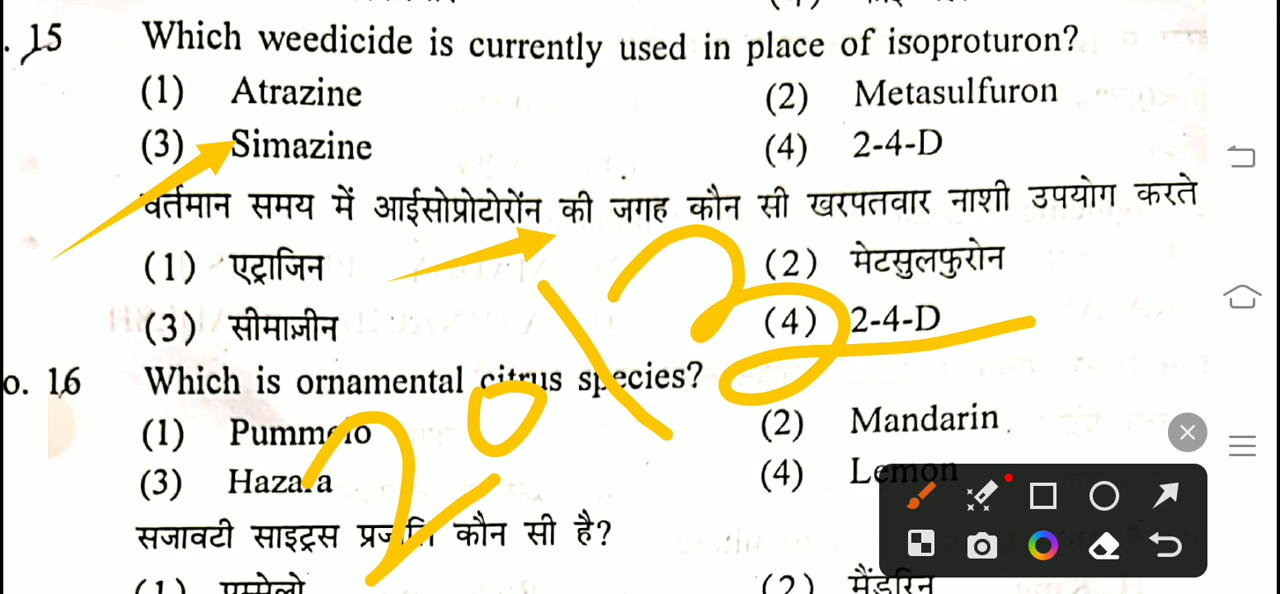 . 15 Which weedicide is currently used in place of isoproturon?
(1) Atrazine (2) Metasulfuron
(3) Simazine (4) 2-4-D
वर्तमान समय में आईसोप्रोटोरोंन की जगह कौन सी खरपतवार नाशी उपयोग करते
(1) एट्राजिन (2) मेटसुलफुरोन
(3) सीमाज़ीन (4) 2-4-D
2013
o. 16 Which is ornamental citrus species?
(1) Pummelo (2) Mandarin
(3) Hazara (4) Lemon
सजावटी साइट्रस प्रजाति कौन सी है?
(1) पम्मेलो (2) मैंडरिन